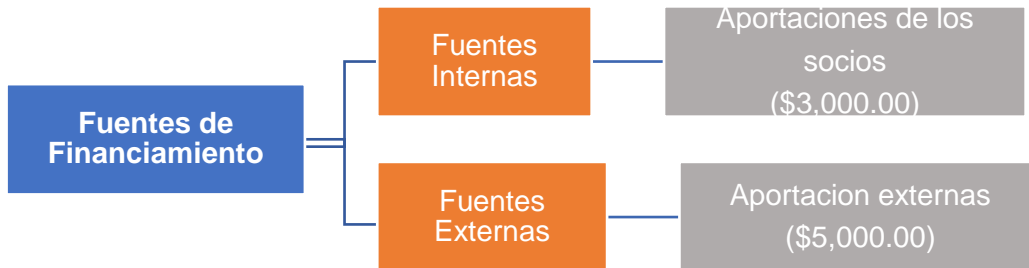 Fuentes de
Financiamiento
Fuentes
Internas
Aportaciones de los
socios
($3,000.00)
Fuentes
Externas
Aportacion externas
($5,000.00)